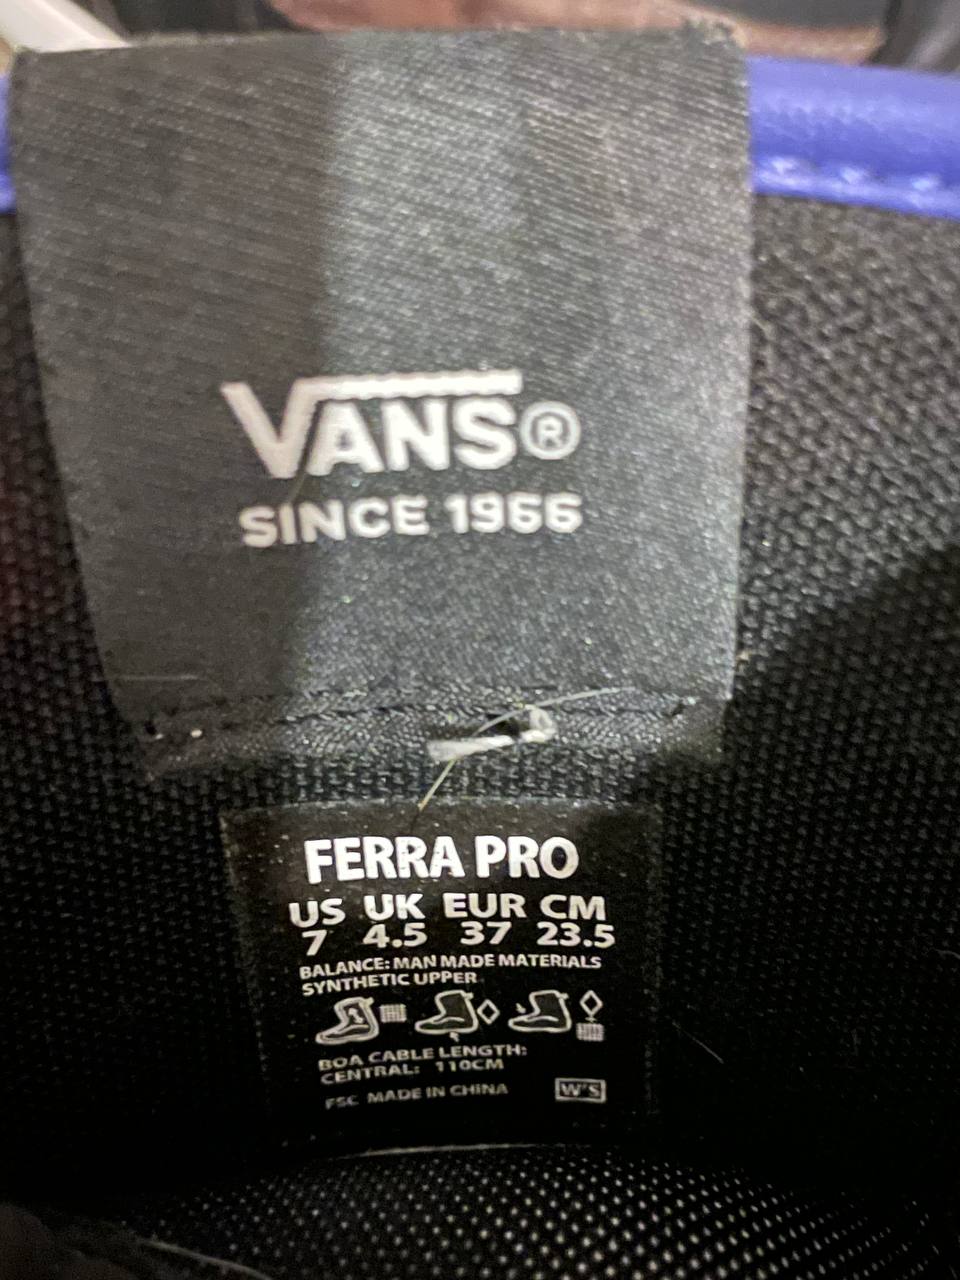 VANS®
SINCE 1966
FERRA PRO
US UK EUR CM
7 4.5 37 23.5
BALANCE: MAN MADE MATERIALS
SYNTHETIC UPPER
BOA CABLE LENGTH:
CENTRAL: 110CM
FSC MADE IN CHINA W'S